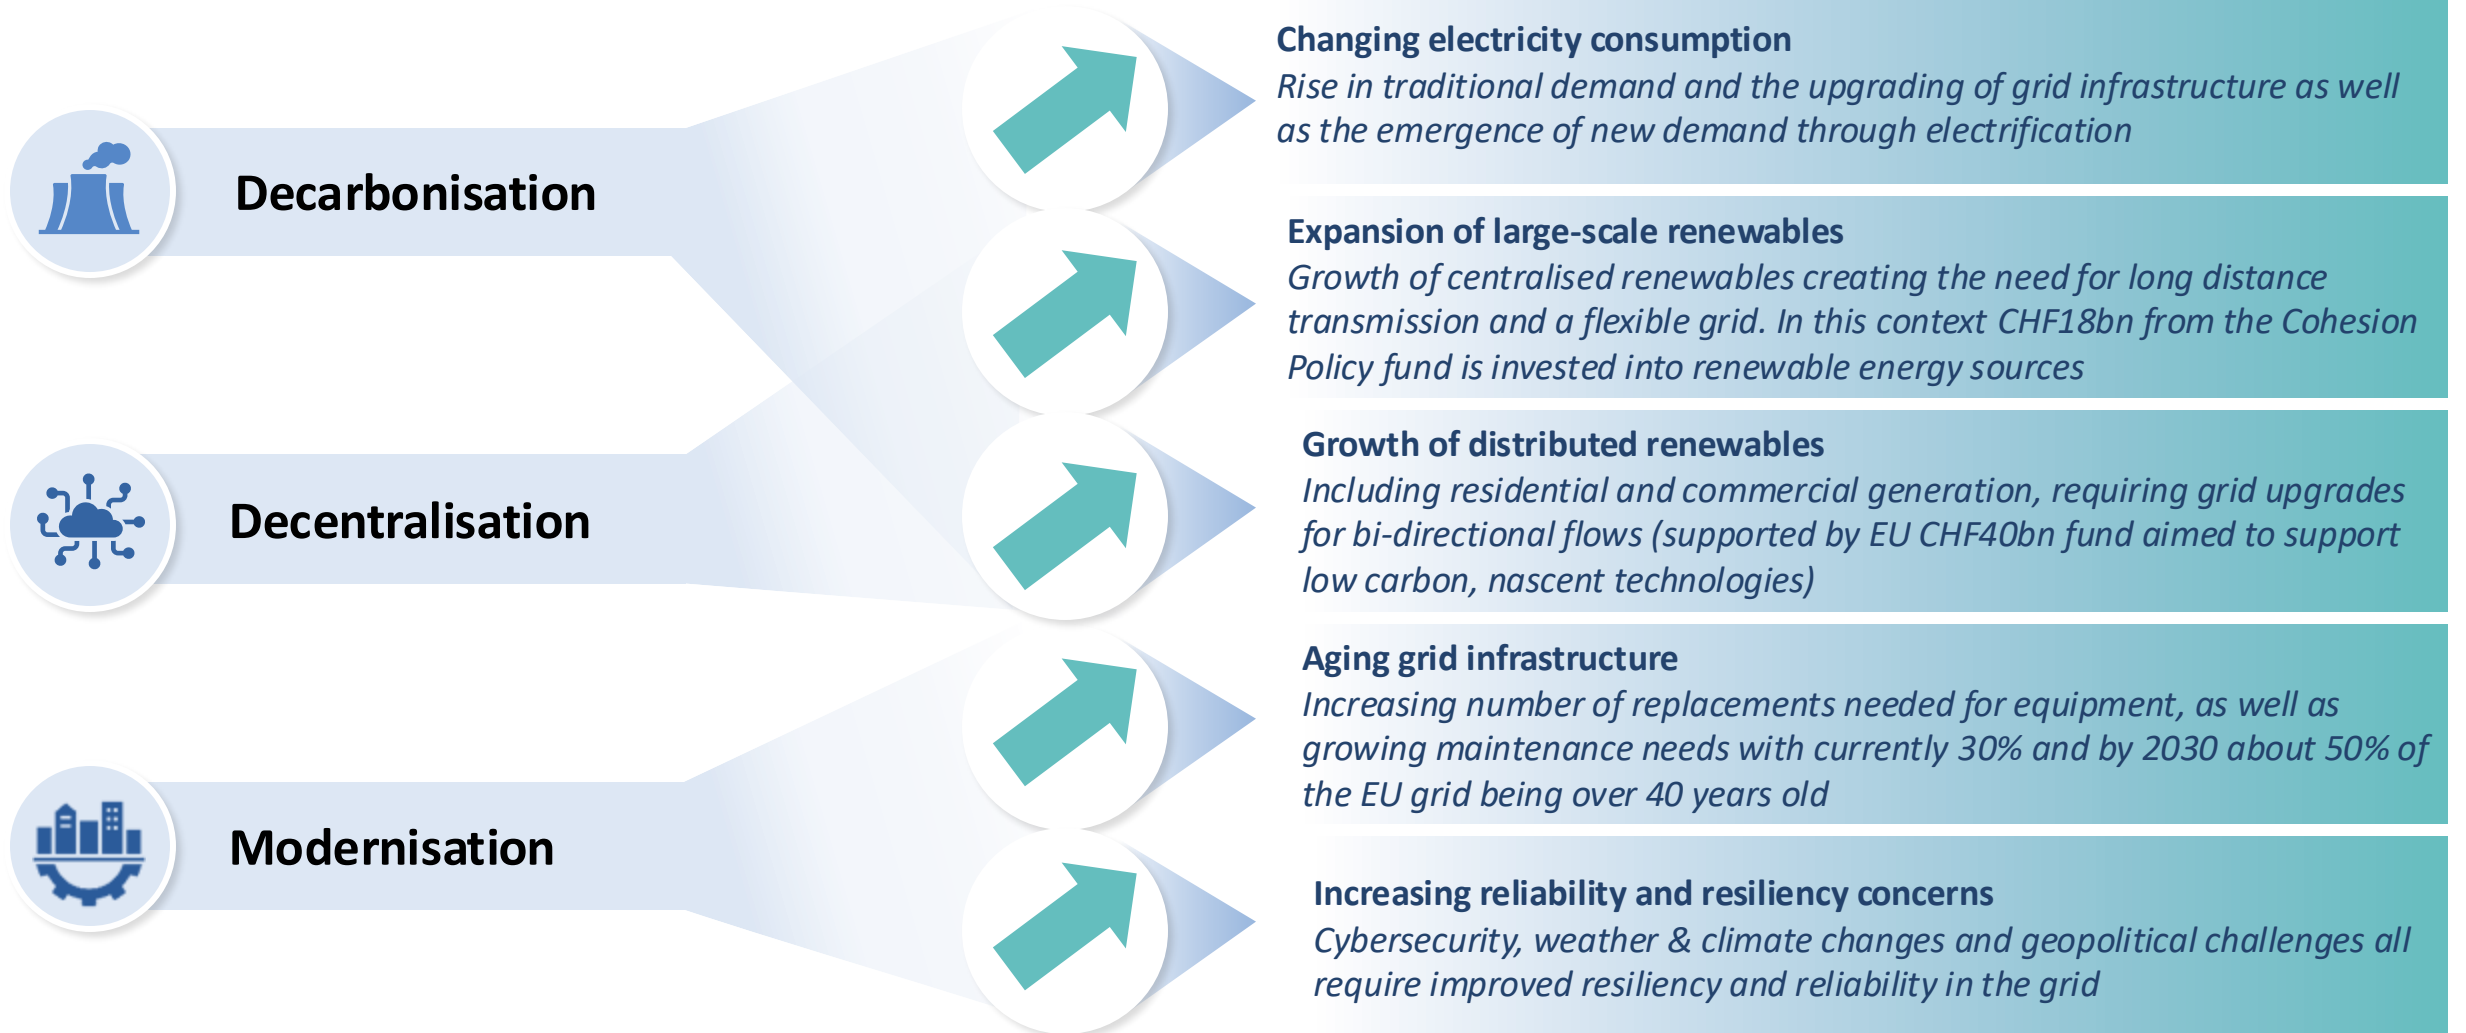 Decarbonisation
Decentralisation
Modernisation
Changing electricity consumption
Rise in traditional demand and the upgrading of grid infrastructure as well
as the emergence of new demand through electrification
Expansion of large-scale renewables
Growth of centralised renewables creating the need for long distance
transmission and a flexible grid. In this context CHF18bn from the Cohesion
Policy fund is invested into renewable energy sources
Growth of distributed renewables
Including residential and commercial generation, requiring grid upgrades
for bi-directional flows (supported by EU CHF40bn fund aimed to support
low carbon, nascent technologies)
Aging grid infrastructure
Increasing number of replacements needed for equipment, as well as
growing maintenance needs with currently 30% and by 2030 about 50% of
the EU grid being over 40 years old
Increasing reliability and resiliency concerns
Cybersecurity, weather & climate changes and geopolitical challenges all
require improved resiliency and reliability in the grid